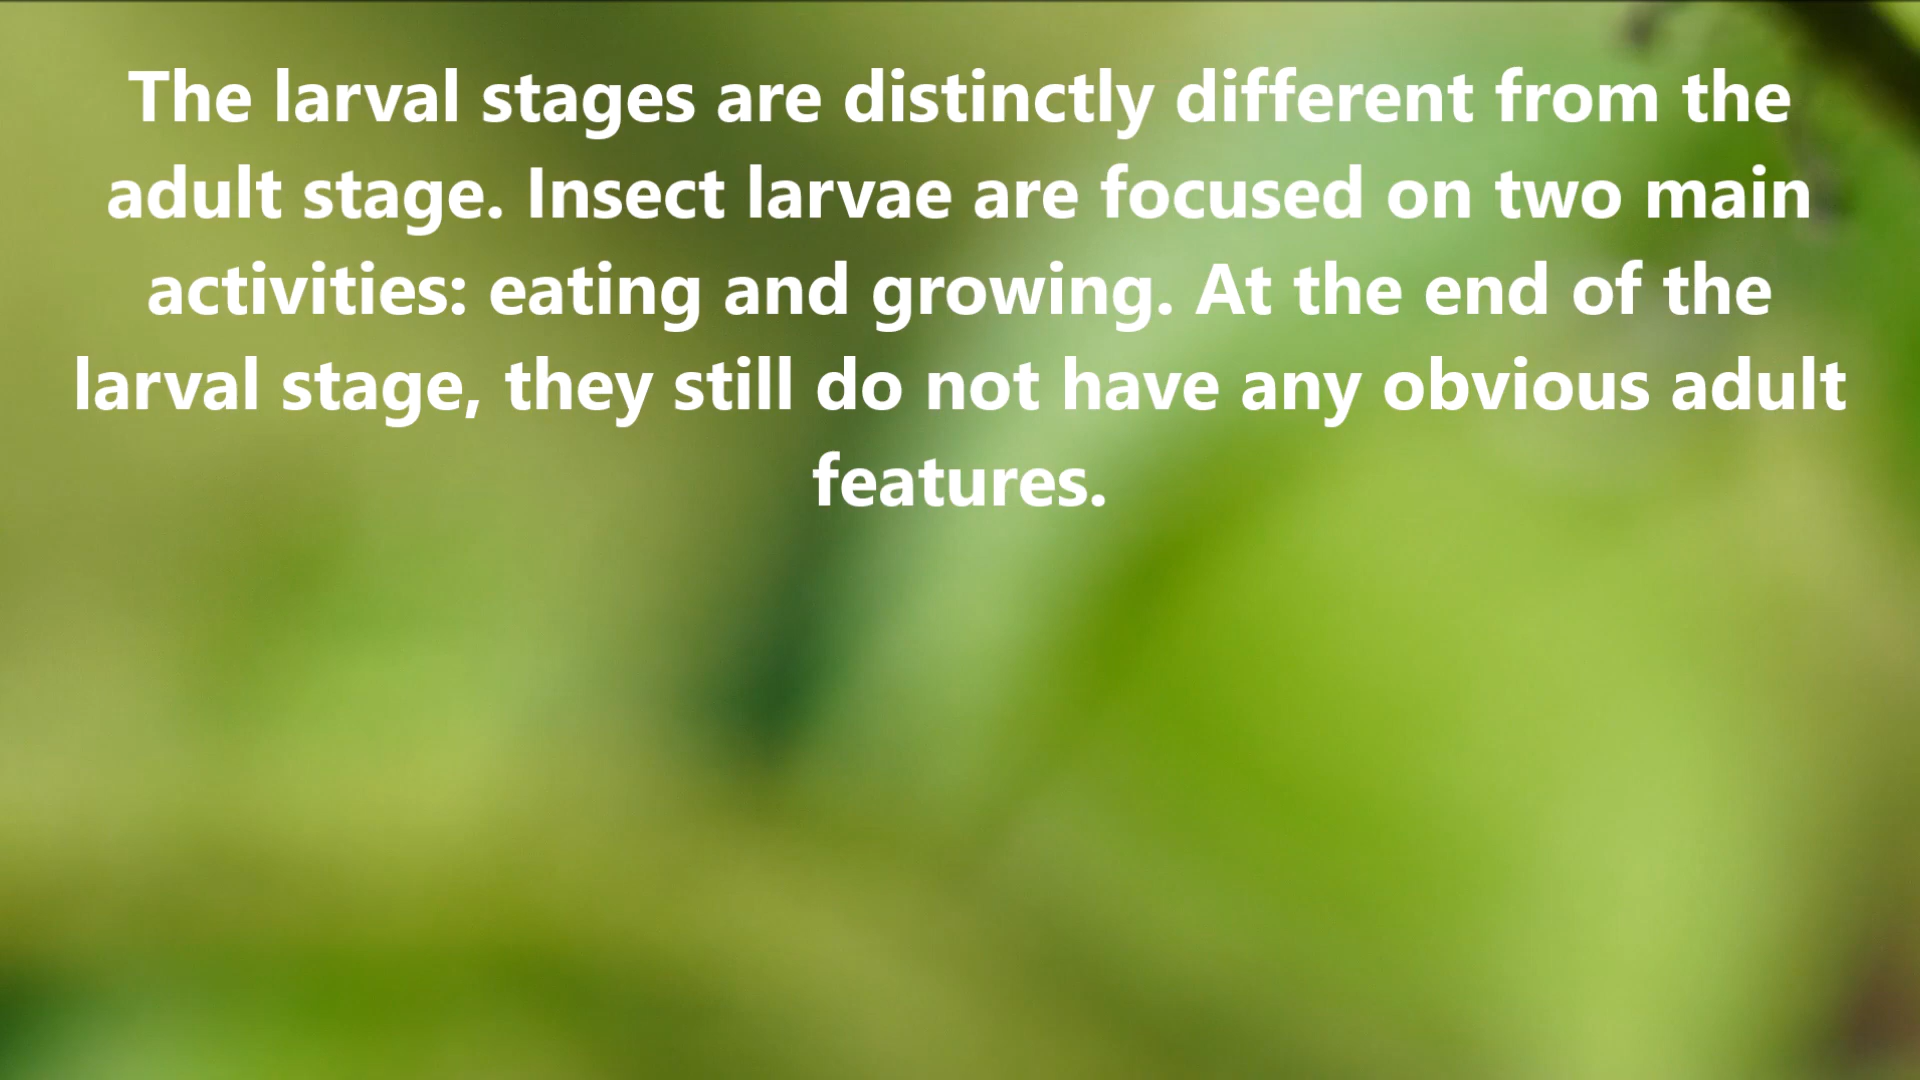 The larval stages are distinctly different from the
adult stage. Insect larvae are focused on two main
activities: eating and growing. At the end of the
larval stage, they still do not have any obvious adult
features.